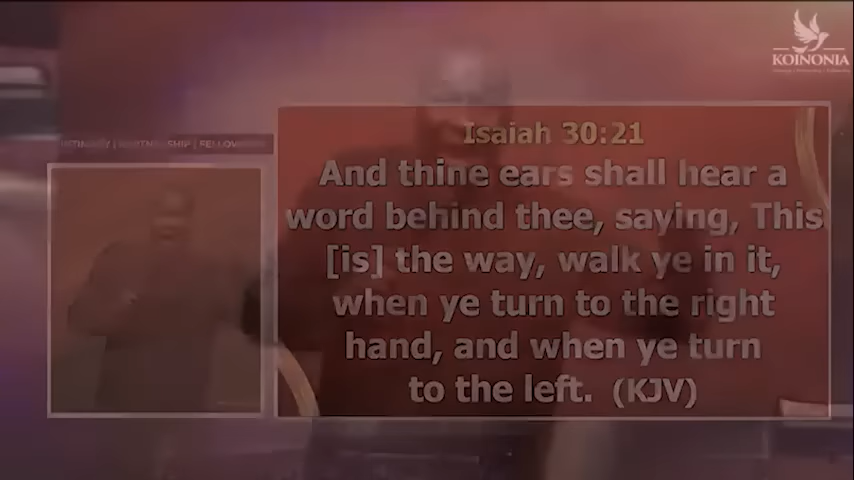 KOINONIA
Isaiah 30:21
And thine ears shall hear a
word behind thee, saying, This
[is] the way, walk ye in it,
when ye turn to the right
hand, and when ye turn
to the left. (KJV)